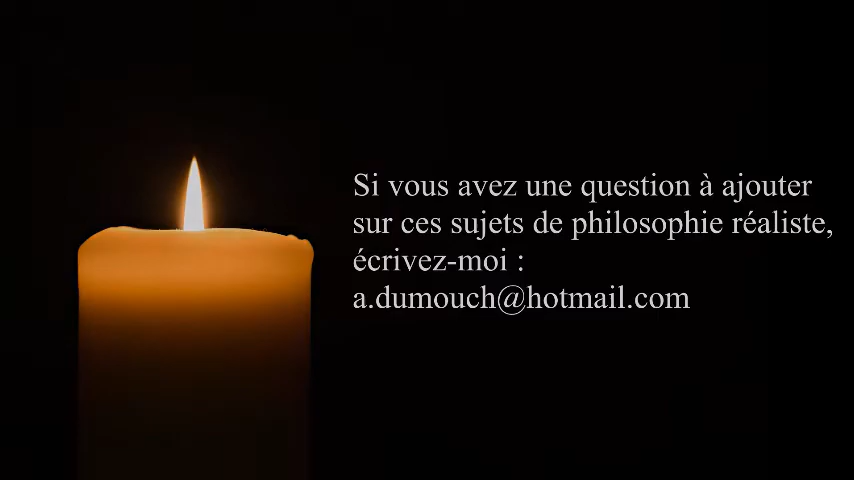 Si vous avez une question à ajouter
sur ces sujets de philosophie réaliste,
écrivez-moi :
a.dumouch@hotmail.com